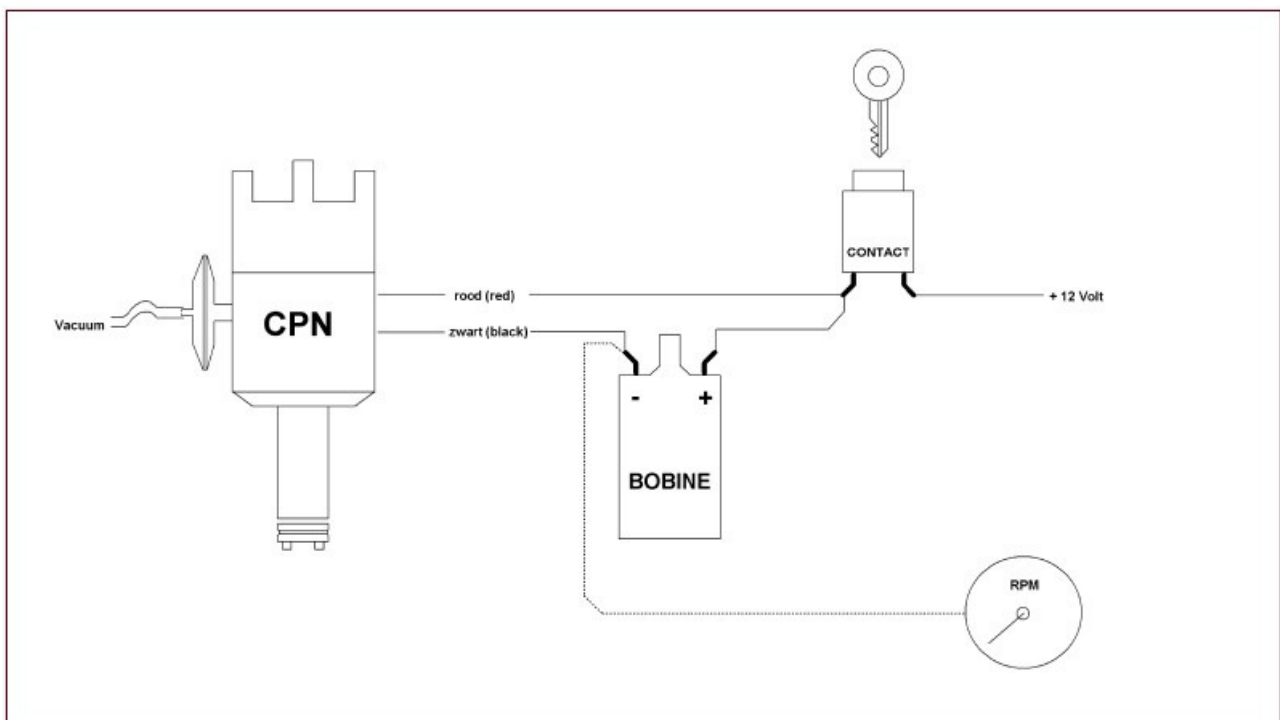 CONTACT
rood (red)
+ 12 Volt
Vacuum
CPN
zwart (black)
- +
BOBINE
RPM